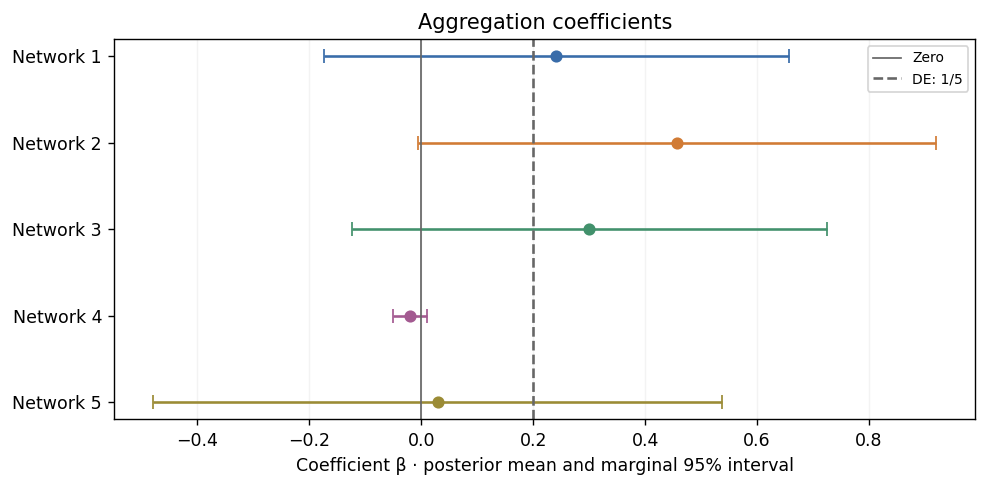 Aggregation coefficients
Network 1
Network 2
Network 3
Network 4
Network 5
Zero
DE: 1/5
−0.4 −0.2 0.0 0.2 0.4 0.6 0.8
Coefficient β · posterior mean and marginal 95% interval